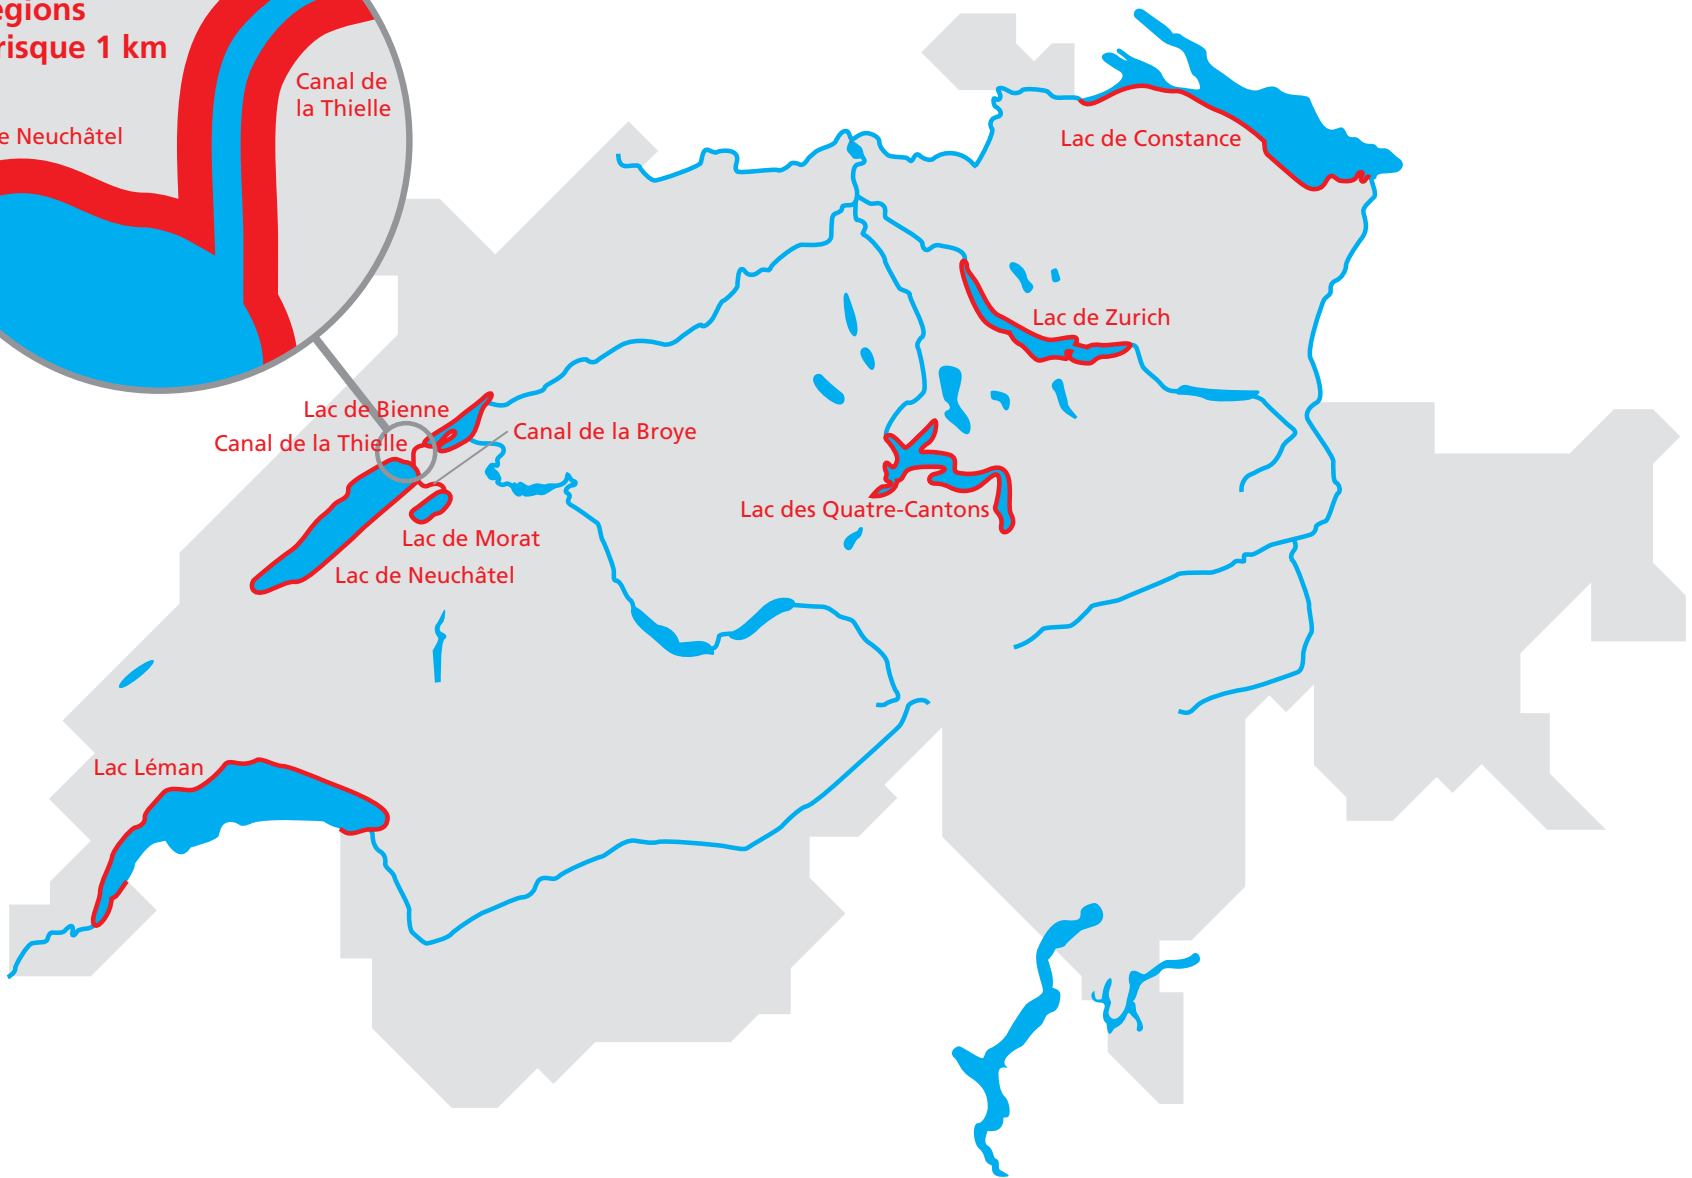 risque 1 km
Canal de
la Thielle
Neuchâtel
Lac de Constance
Lac de Zurich
Lac de Bienne
Canal de la Thielle
Canal de la Broye
Lac des Quatre-Cantons
Lac de Morat
Lac de Neuchâtel
Lac Léman